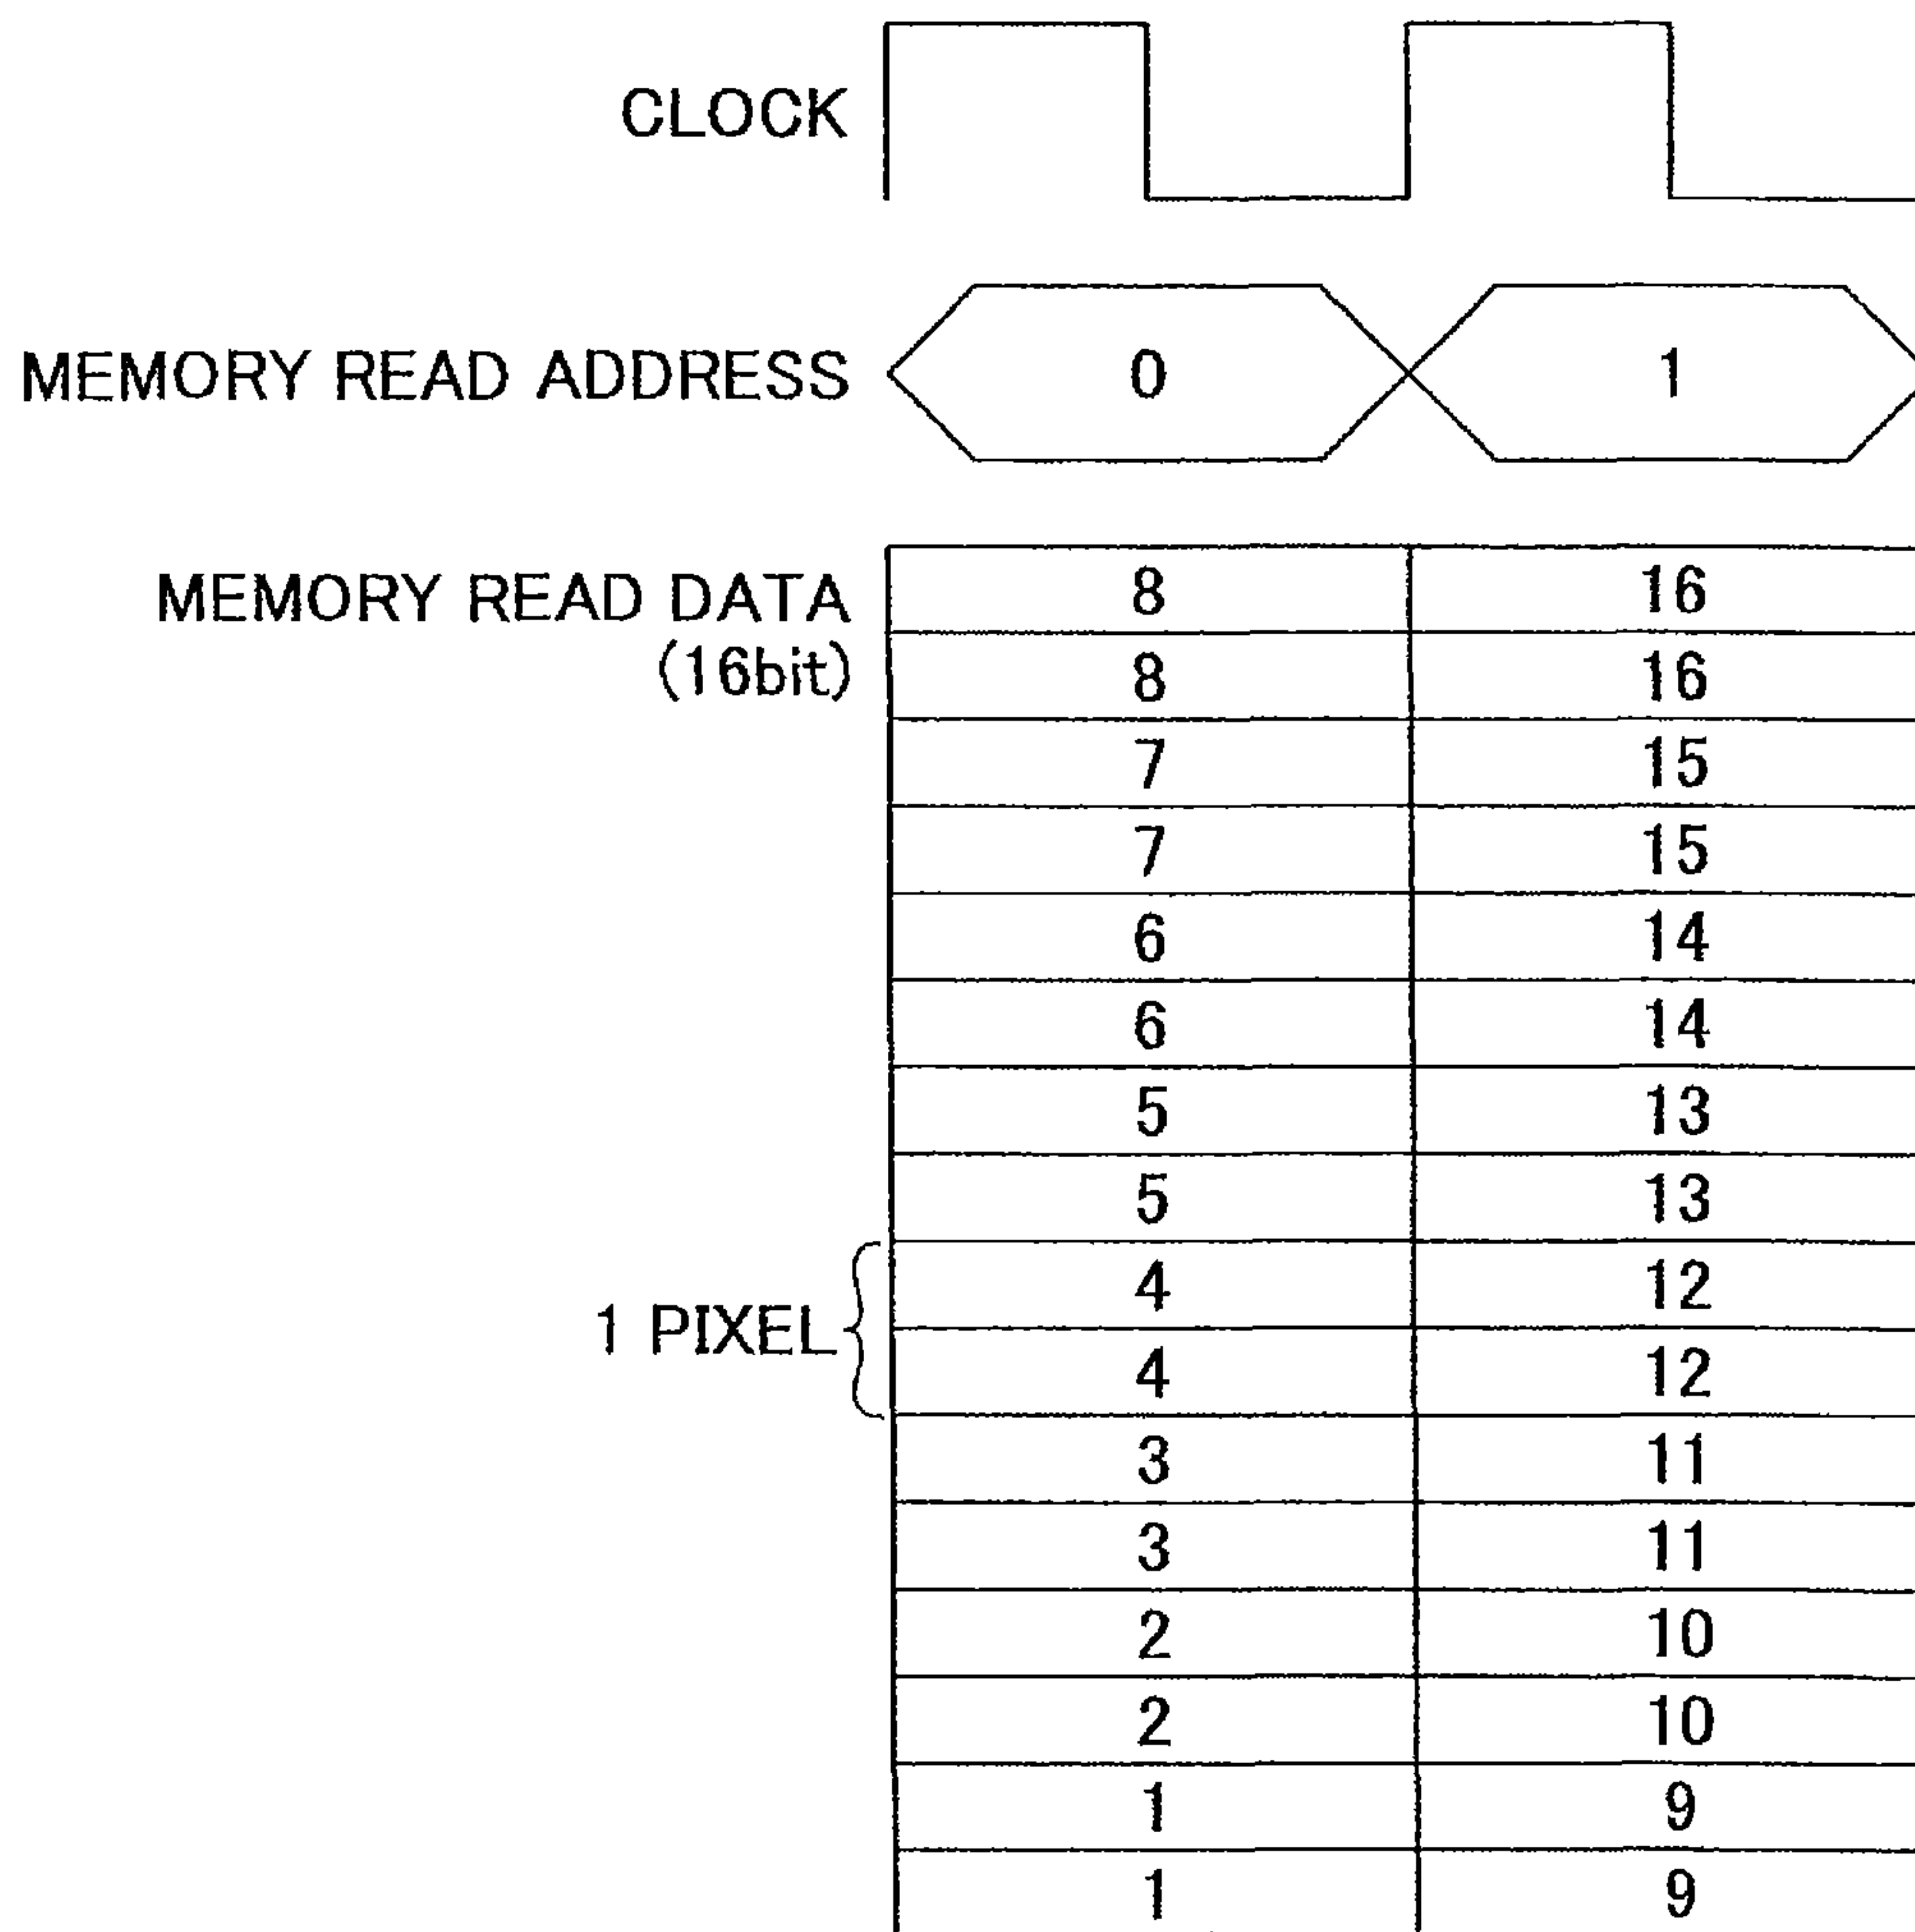 CLOCK
MEMORY READ ADDRESS 0 1
MEMORY READ DATA 8 16
(16bit) 8 16
7 15
7 15
6 14
6 14
5 13
5 13
4 12
1 PIXEL
4 12
3 11
3 11
2 10
2 10
1 9
1 9